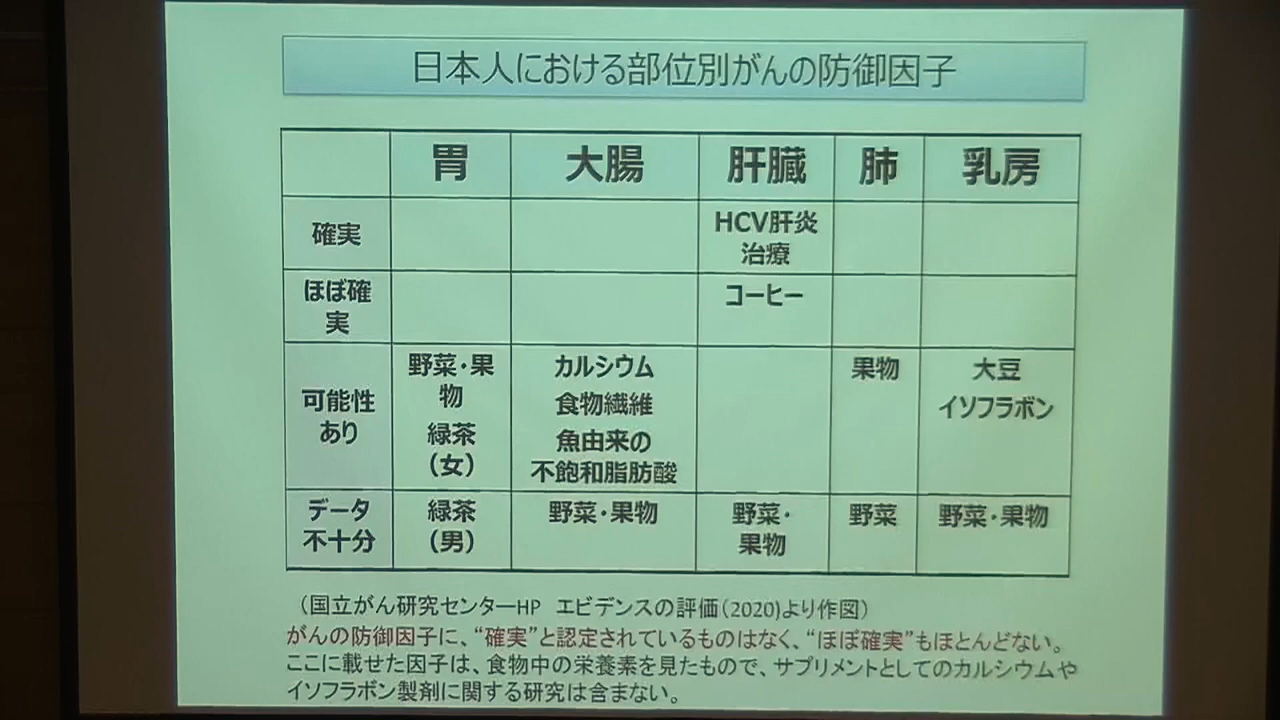 日本人における部位別がんの防御因子
胃 大腸 肝臓 肺 乳房
確実
HCV肝炎
治療
ほぼ確
実
コーヒー
可能性
あり
野菜・果
物
緑茶
（女）
カルシウム
食物繊維
魚由来の
不飽和脂肪酸
果物
大豆
イソフラボン
データ
不十分
緑茶
（男）
野菜・果物
野菜・
果物
野菜
野菜・果物
（国立がん研究センターHP　エビデンスの評価（2020)より作図）
がんの防御因子に、“確実”と認定されているものはなく、“ほぼ確実”もほとんどない。
ここに載せた因子は、食物中の栄養素を見たもので、サプリメントとしてのカルシウムや
イソフラボン製剤に関する研究は含まない。